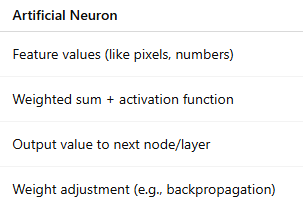 Artificial Neuron
Feature values (like pixels, numbers)
Weighted sum + activation function
Output value to next node/layer
Weight adjustment (e.g., backpropagation)